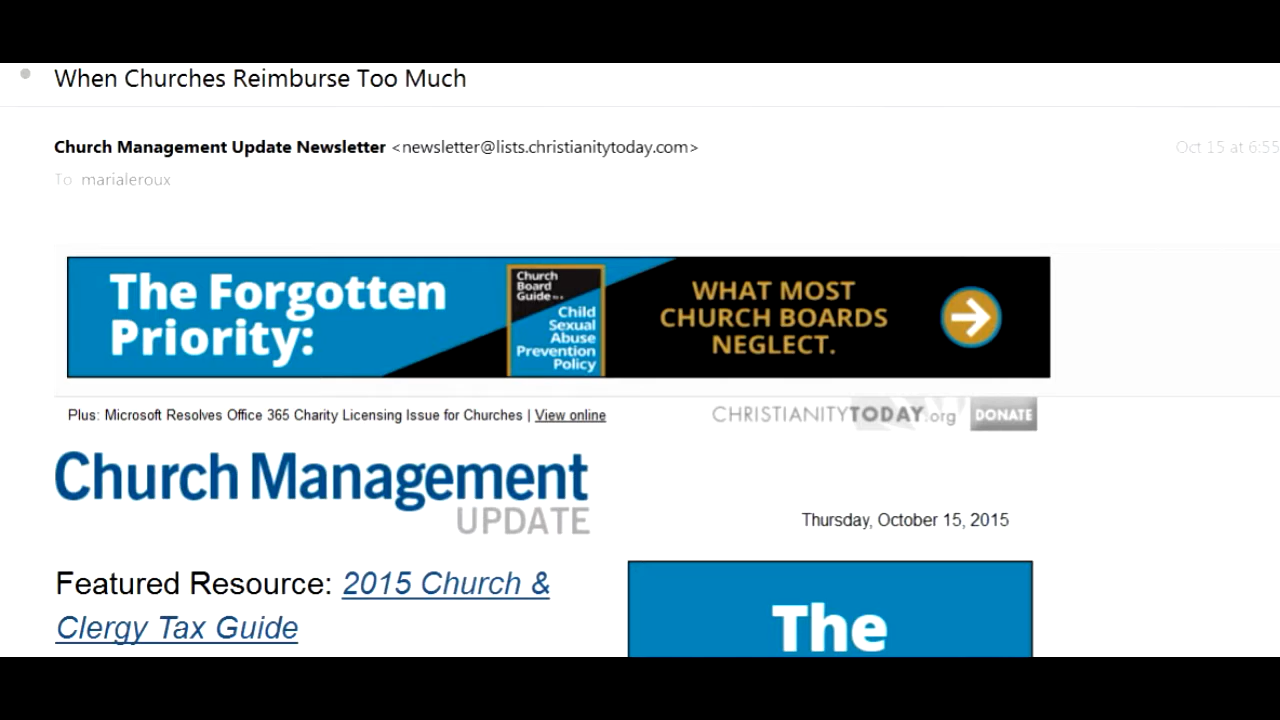 When Churches Reimburse Too Much
Church Management Update Newsletter <newsletter@lists.christianitytoday.com>
Oct 15 at 6:55
To marialeroux
The Forgotten
Priority:
Church
Board
Guide
Child
Sexual
Abuse
Prevention
Policy
WHAT MOST
CHURCH BOARDS
NEGLECT.
Plus: Microsoft Resolves Office 365 Charity Licensing Issue for Churches | View online
CHRISTIANITYTODAY.org
DONATE
Church Management
UPDATE
Thursday, October 15, 2015
Featured Resource: 2015 Church &
Clergy Tax Guide
The